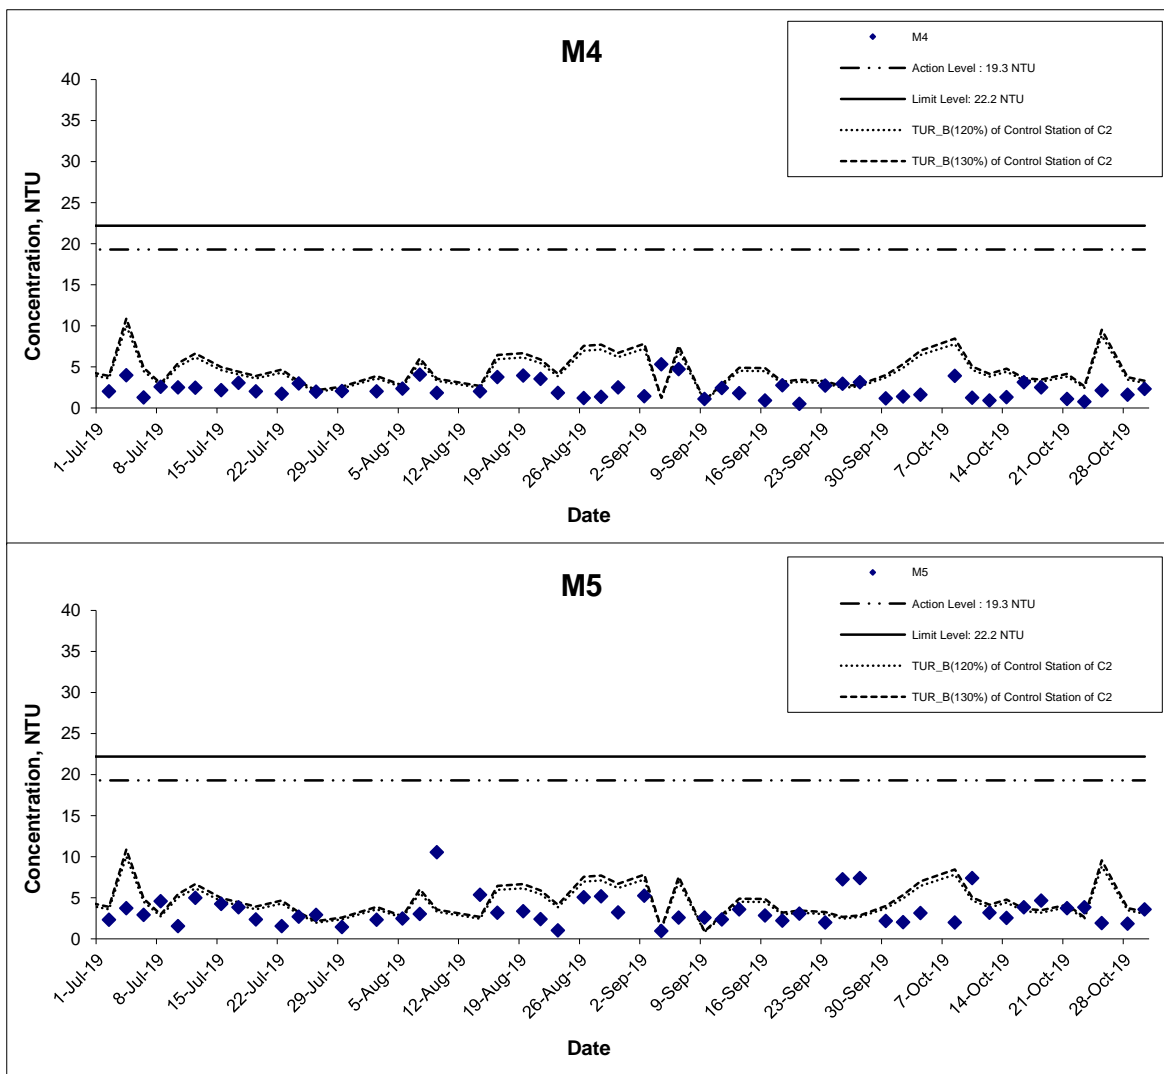 M4
M4
Action Level : 19.3 NTU
Limit Level: 22.2 NTU
TUR_B(120%) of Control Station of C2
TUR_B(130%) of Control Station of C2
Concentration, NTU
40
35
30
25
20
15
10
5
0
1-Jul-19
8-Jul-19
15-Jul-19
22-Jul-19
29-Jul-19
5-Aug-19
12-Aug-19
19-Aug-19
26-Aug-19
2-Sep-19
9-Sep-19
16-Sep-19
23-Sep-19
30-Sep-19
7-Oct-19
14-Oct-19
21-Oct-19
28-Oct-19
Date
M5
M5
Action Level : 19.3 NTU
Limit Level: 22.2 NTU
TUR_B(120%) of Control Station of C2
TUR_B(130%) of Control Station of C2
Concentration, NTU
40
35
30
25
20
15
10
5
0
1-Jul-19
8-Jul-19
15-Jul-19
22-Jul-19
29-Jul-19
5-Aug-19
12-Aug-19
19-Aug-19
26-Aug-19
2-Sep-19
9-Sep-19
16-Sep-19
23-Sep-19
30-Sep-19
7-Oct-19
14-Oct-19
21-Oct-19
28-Oct-19
Date